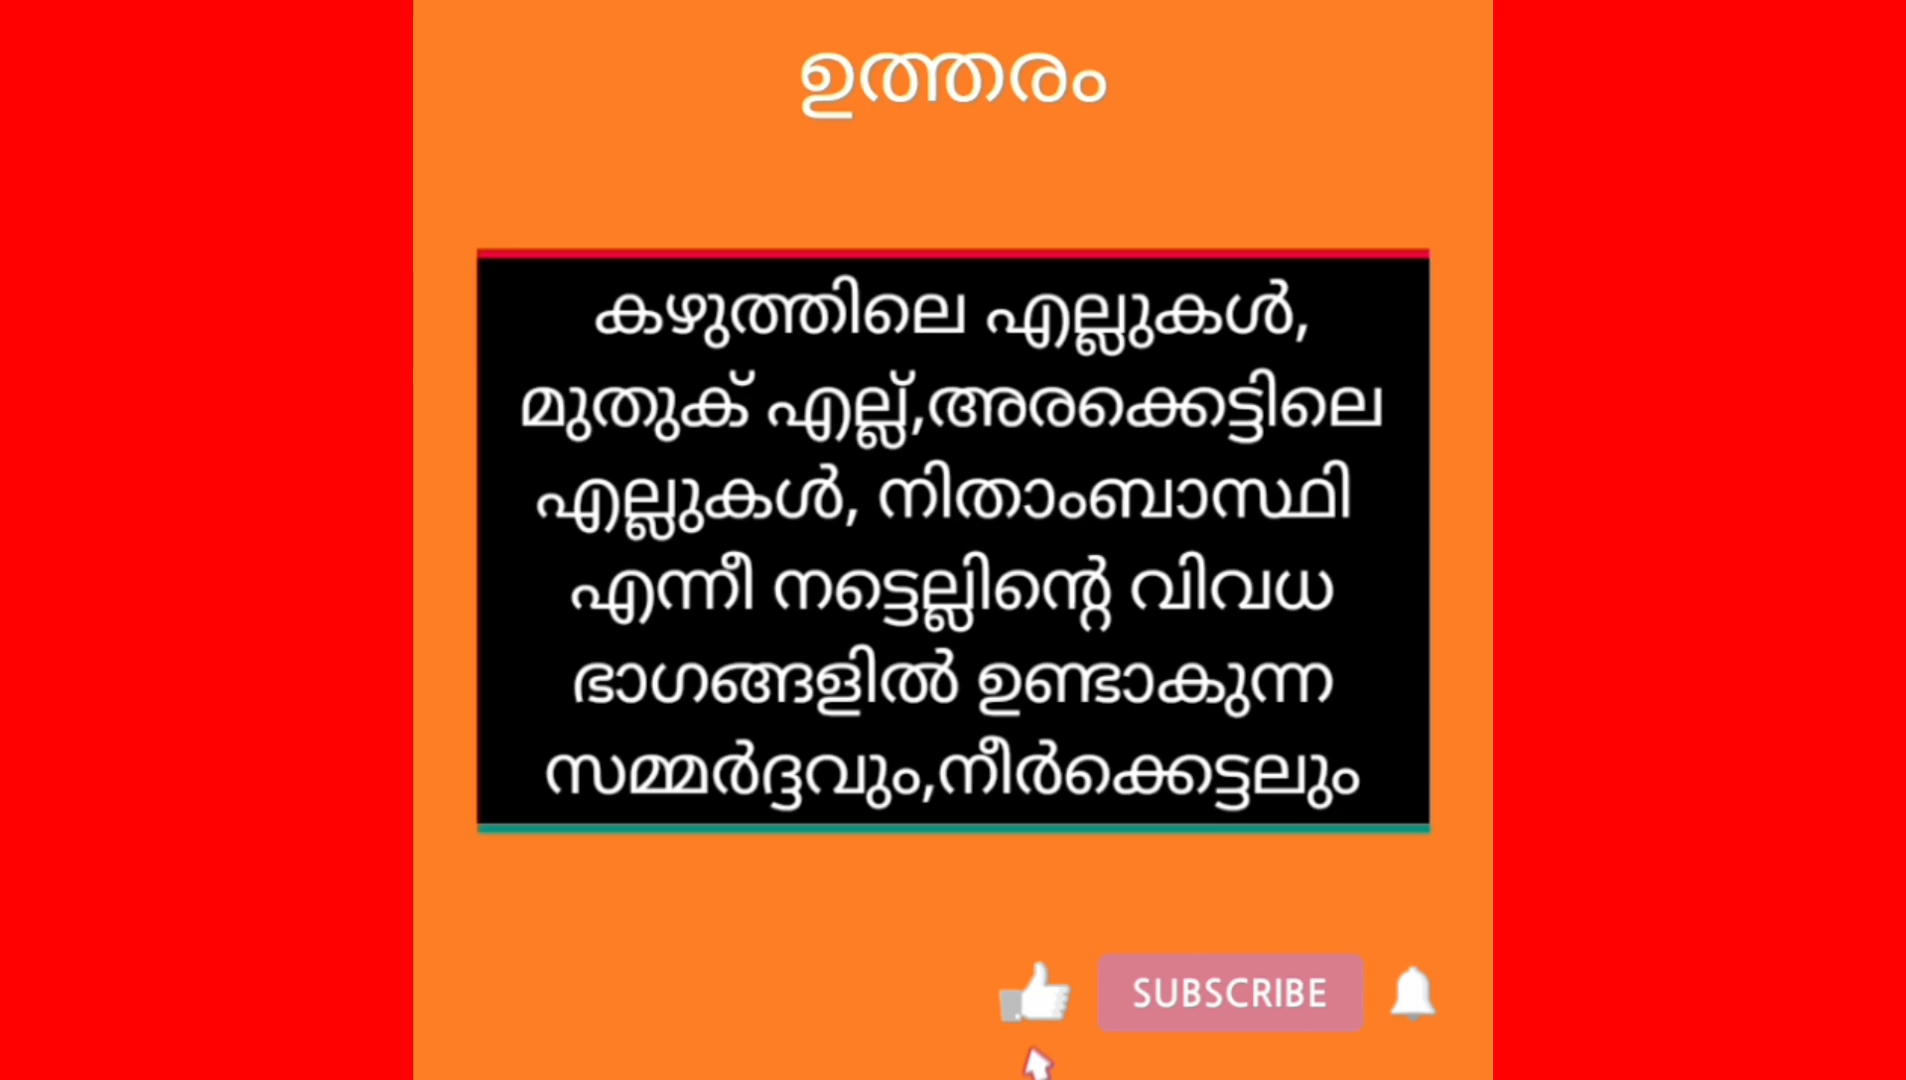 ഉത്തരം
കഴുത്തിലെ എല്ലുകൾ,
മുതുക് എല്ല്,അരക്കെട്ടിലെ
എല്ലുകൾ, നിതാംബാസ്ഥി
എന്നീ നട്ടെല്ലിന്റെ വിവധ
ഭാഗങ്ങളിൽ ഉണ്ടാകുന്ന
സമ്മർദ്ദവും,നീർക്കെട്ടലും
SUBSCRIBE